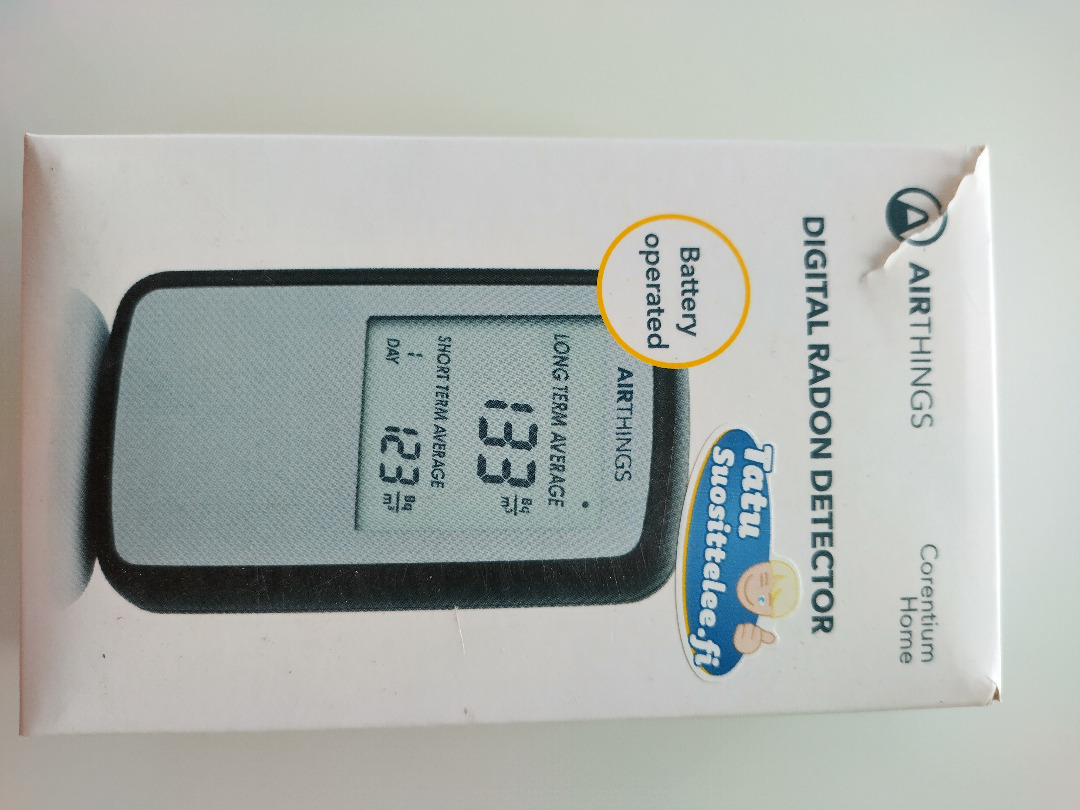 AIRTHINGS
Corentium
Home
DIGITAL RADON DETECTOR
Battery
operated
Tatu
Suosittelee.fi
AIRTHINGS
LONG TERM AVERAGE
133 Bq/m³
SHORT TERM AVERAGE
1 DAY 123 Bq/m³